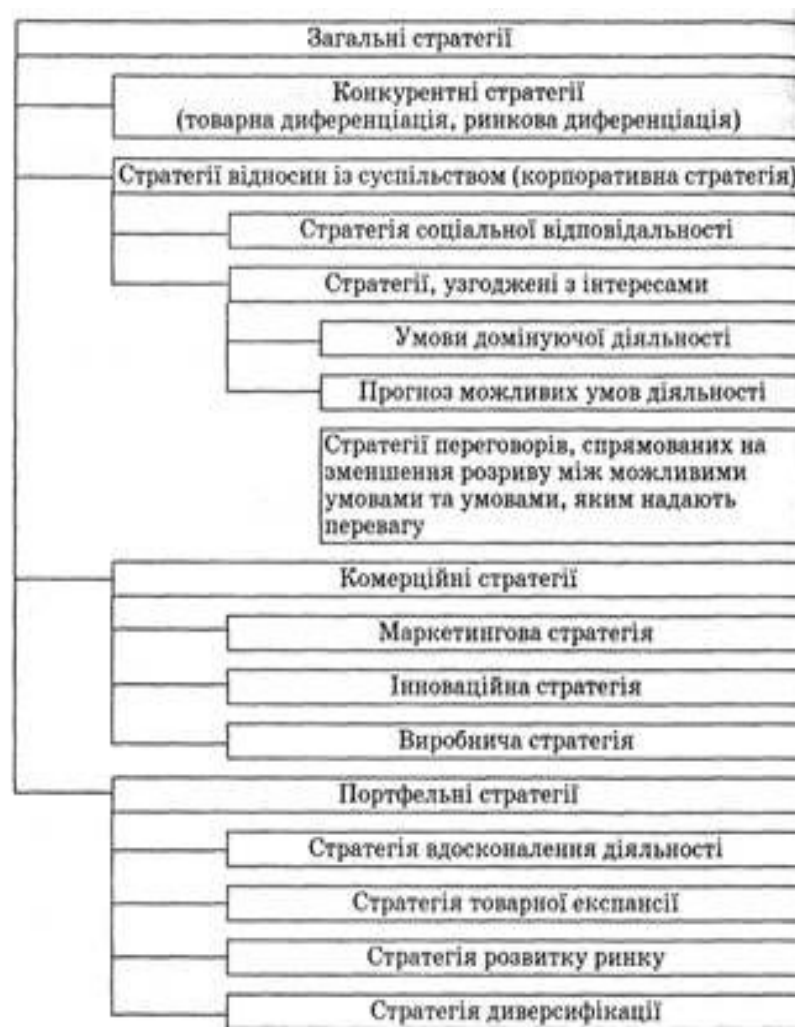 Загальні стратегії
Конкурентні стратегії
(товарна диференціація, ринкова диференціація)
Стратегії відносин із суспільством (корпоративна стратегія)
Стратегія соціальної відповідальності
Стратегії, узгоджені з інтересами
Умови домінуючої діяльності
Прогноз можливих умов діяльності
Стратегії переговорів, спрямованих на
зменшення розриву між можливими
умовами та умовами, яким надають
перевагу
Комерційні стратегії
Маркетингова стратегія
Інноваційна стратегія
Виробнича стратегія
Портфельні стратегії
Стратегія вдосконалення діяльності
Стратегія товарної експансії
Стратегія розвитку ринку
Стратегія диверсифікації